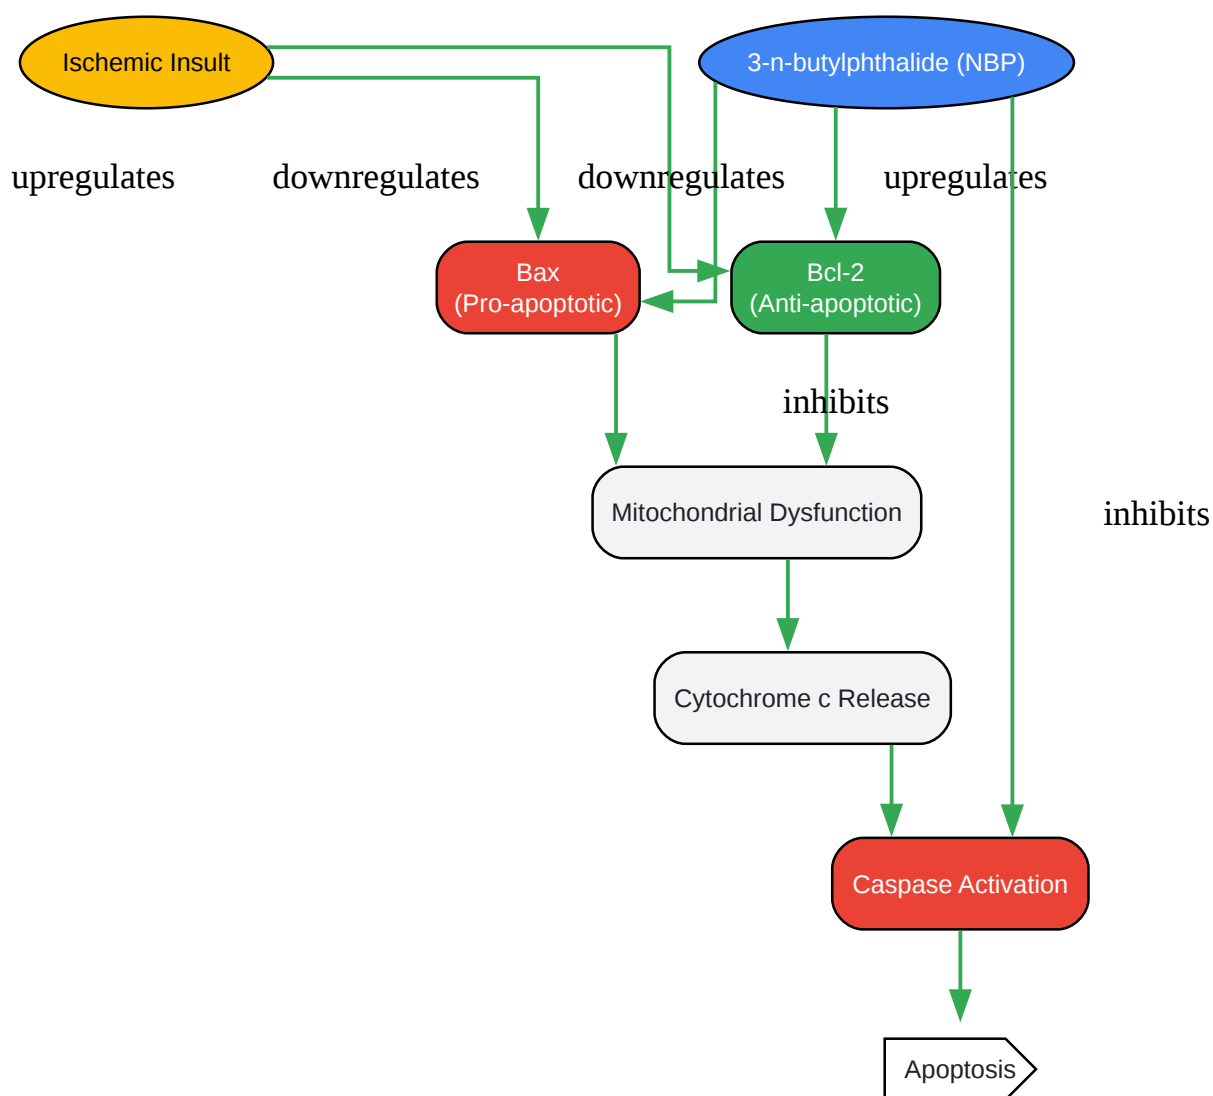 Ischemic Insult
3-n-butylphthalide (NBP)
upregulates
downregulates
downregulates
upregulates
Bax
(Pro-apoptotic)
Bcl-2
(Anti-apoptotic)
inhibits
Mitochondrial Dysfunction
inhibits
Cytochrome c Release
Caspase Activation
Apoptosis